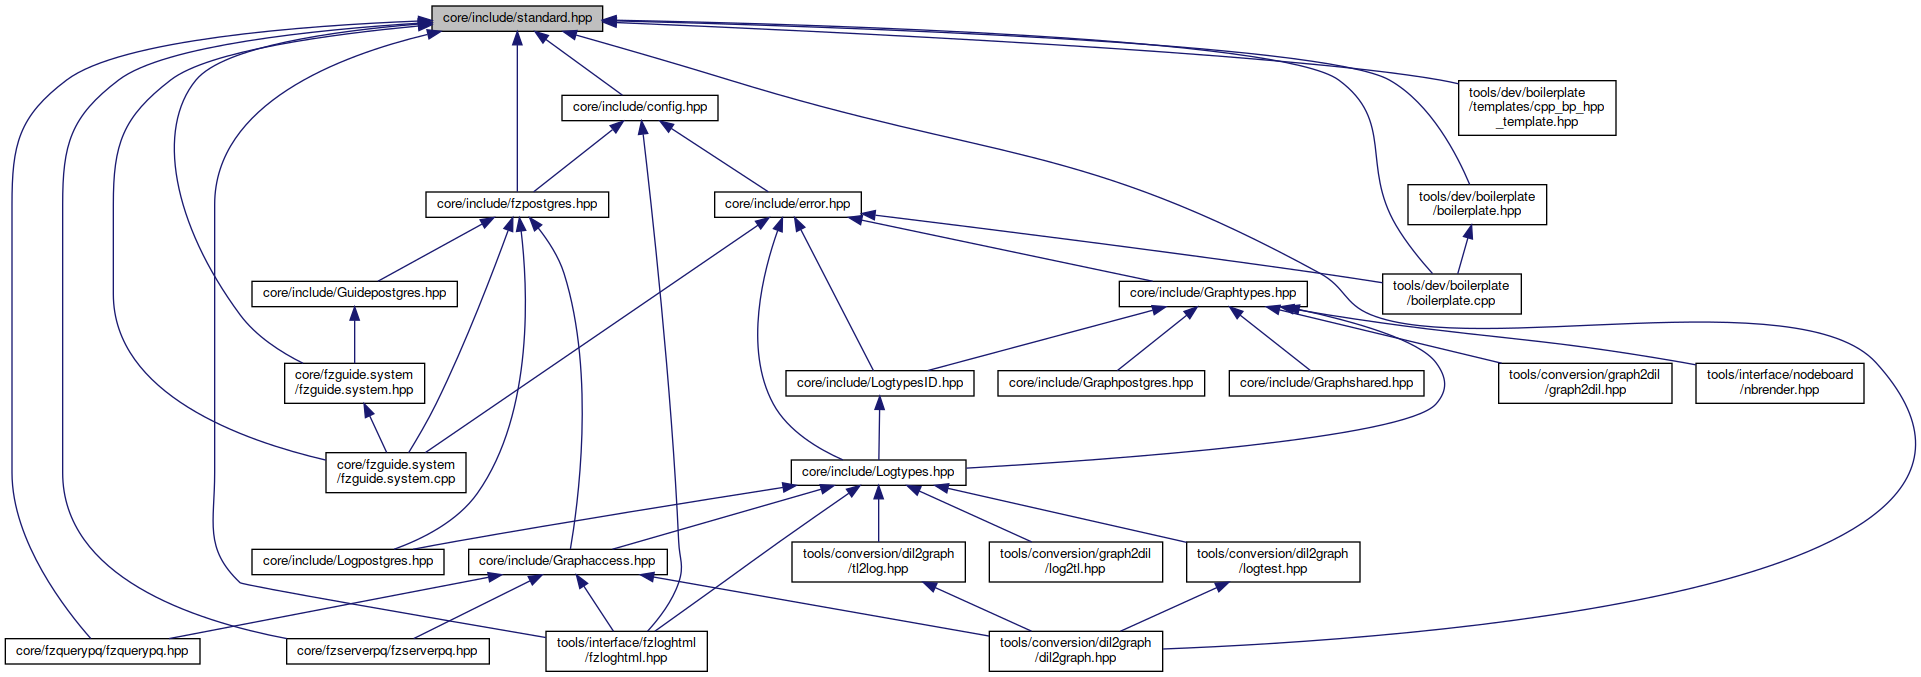 core/include/standard.hpp
tools/dev/boilerplate
/templates/cpp_bp_hpp
_template.hpp
core/include/config.hpp
tools/dev/boilerplate
/boilerplate.hpp
core/include/fzpostgres.hpp
core/include/error.hpp
tools/dev/boilerplate
/boilerplate.cpp
core/include/Guidepostgres.hpp
core/include/Graphtypes.hpp
core/fzguide.system
/fzguide.system.hpp
core/include/LogtypesID.hpp
core/include/Graphpostgres.hpp
core/include/Graphshared.hpp
tools/conversion/graph2dil
/graph2dil.hpp
tools/interface/nodeboard
/nbrender.hpp
core/fzguide.system
/fzguide.system.cpp
core/include/Logtypes.hpp
core/include/Logpostgres.hpp
core/include/Graphaccess.hpp
tools/conversion/dil2graph
/tl2log.hpp
tools/conversion/graph2dil
/log2tl.hpp
tools/conversion/dil2graph
/logtest.hpp
core/fzquerypq/fzquerypq.hpp
core/fzserverpq/fzserverpq.hpp
tools/interface/fzloghtml
/fzloghtml.hpp
tools/conversion/dil2graph
/dil2graph.hpp